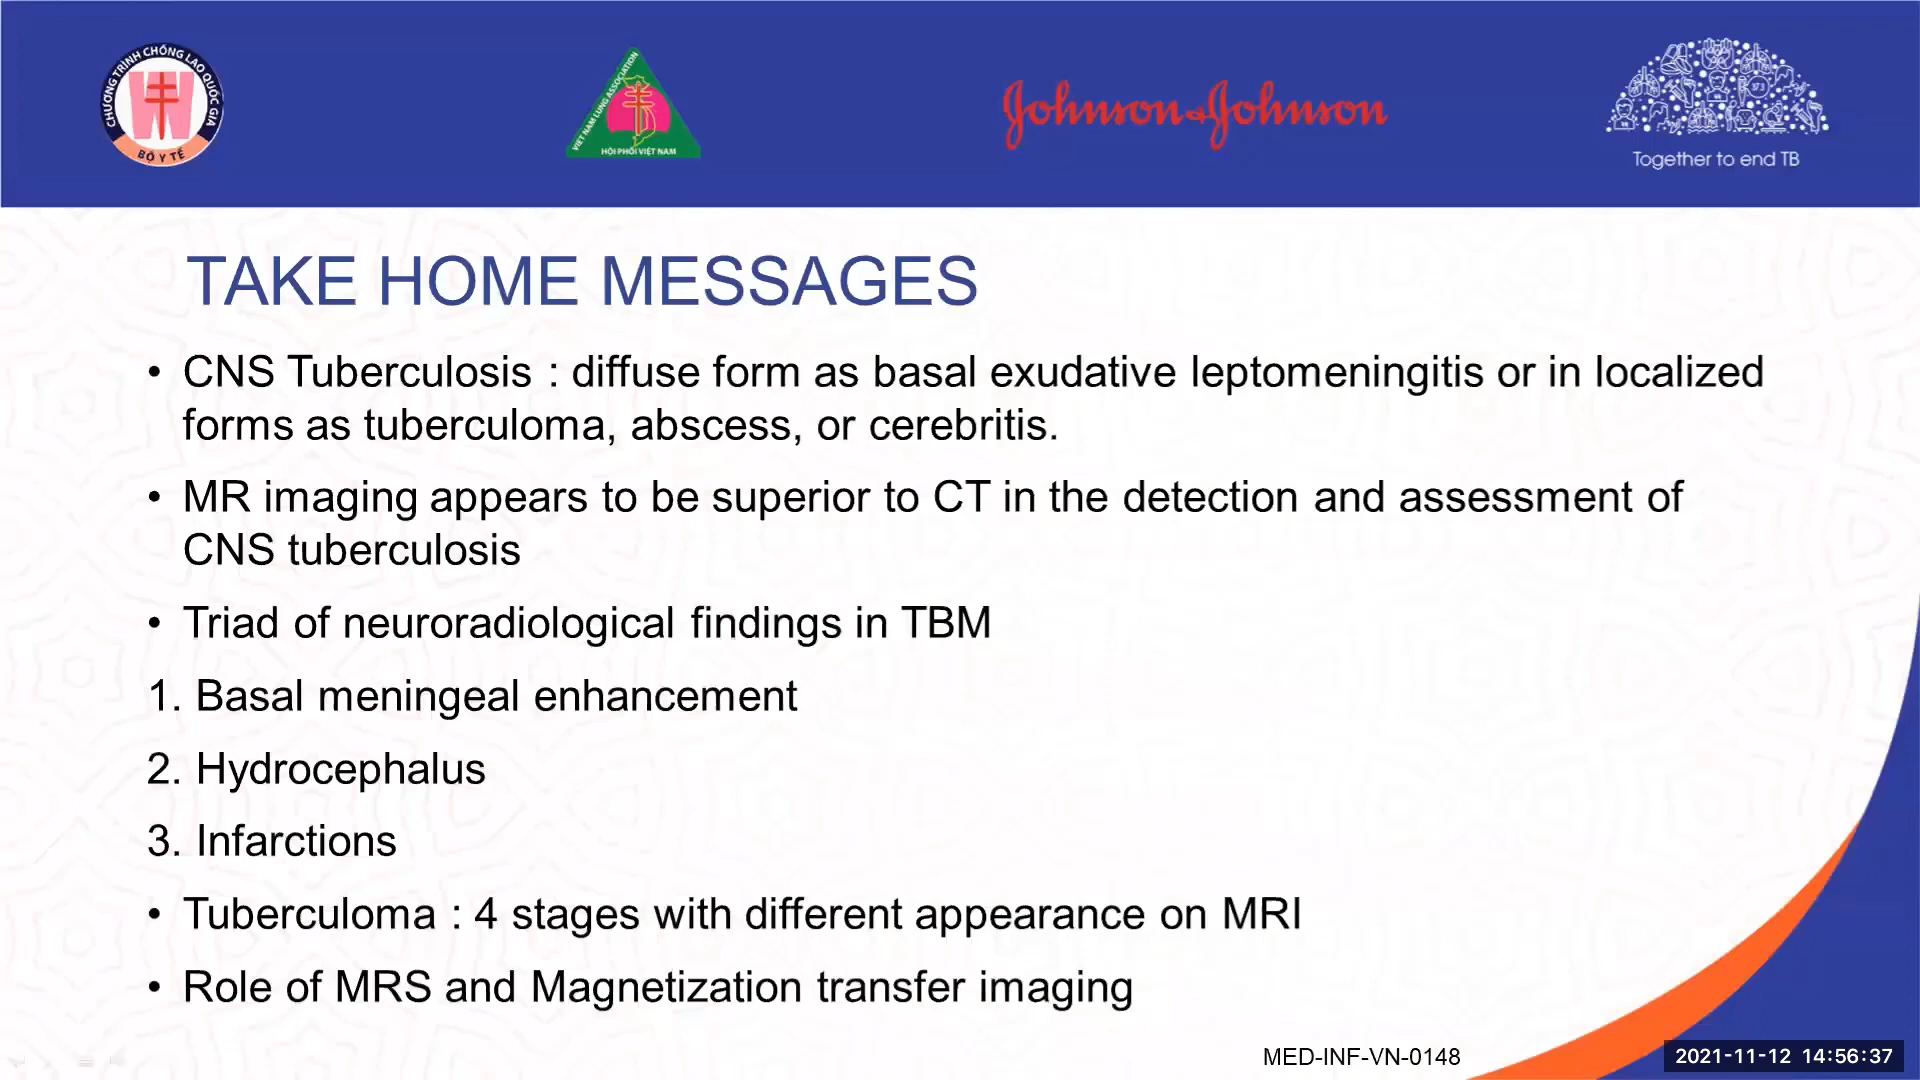 CHƯƠNG TRÌNH CHỐNG LAO QUỐC GIA
BỘ Y TẾ
VIET NAM LUNG ASSOCIATION
HỘI PHỔI VIỆT NAM
Johnson & Johnson
Together to end TB
TAKE HOME MESSAGES
• CNS Tuberculosis : diffuse form as basal exudative leptomeningitis or in localized
forms as tuberculoma, abscess, or cerebritis.
• MR imaging appears to be superior to CT in the detection and assessment of
CNS tuberculosis
• Triad of neuroradiological findings in TBM
1. Basal meningeal enhancement
2. Hydrocephalus
3. Infarctions
• Tuberculoma : 4 stages with different appearance on MRI
• Role of MRS and Magnetization transfer imaging
MED-INF-VN-0148
2021-11-12 14:56:37